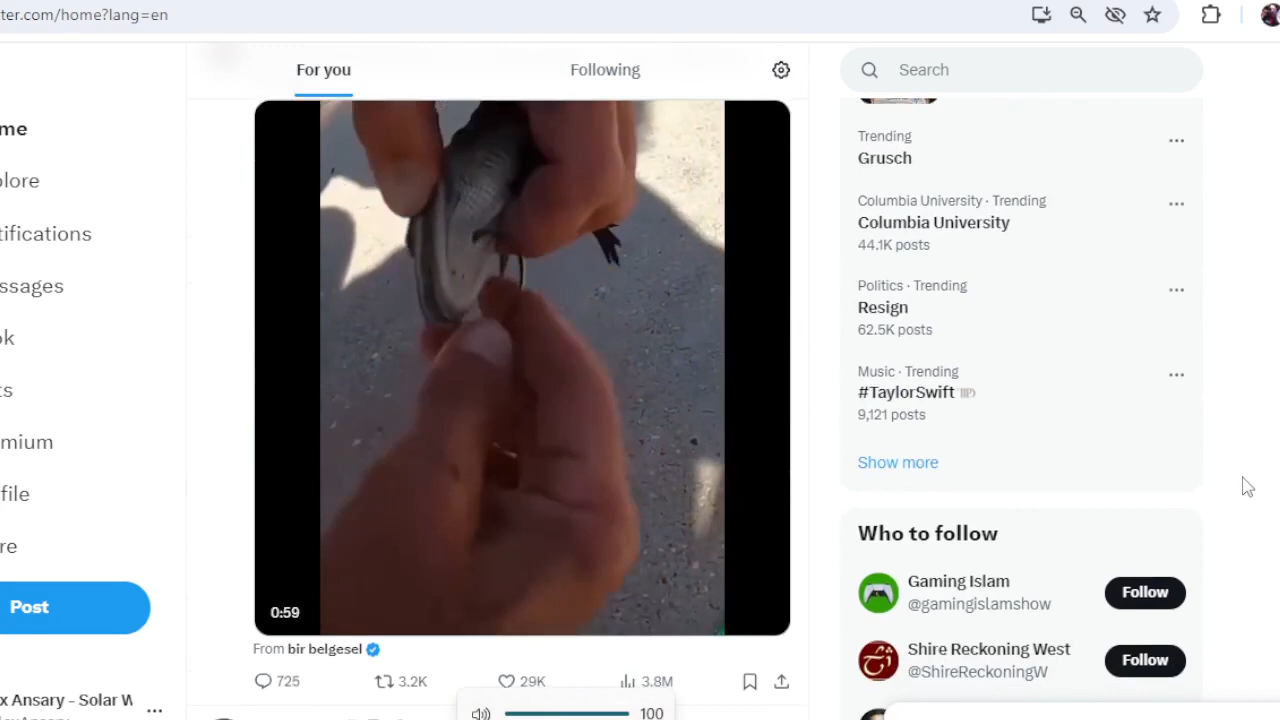 ter.com/home?lang=en
For you
Following
Search
me
plore
tifications
ssages
k
ts
mium
file
re
Post
x Ansary - Solar W
0:59
From bir belgesel
725
3.2K
29K
3.8M
100
Trending
Grusch
Columbia University · Trending
Columbia University
44.1K posts
Politics · Trending
Resign
62.5K posts
Music · Trending
#TaylorSwift
9,121 posts
Show more
Who to follow
Gaming Islam
@gamingislamshow
Follow
Shire Reckoning West
@ShireReckoningW
Follow